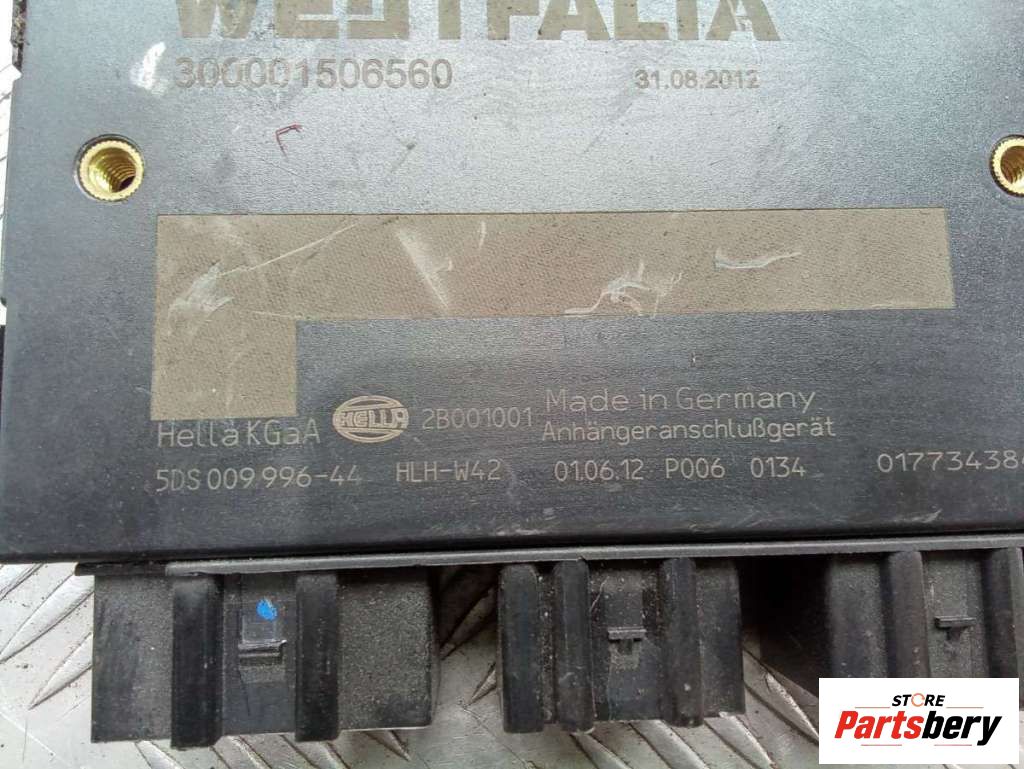 WESTFALIA
300001506560 31.08.2012
Hella KGaA HELLA 2B001001 Made in Germany
Anhängeranschlußgerät
5DS 009 996-44 HLH-W42 01.06.12 P006 0134 017734384
STORE
Partsbery